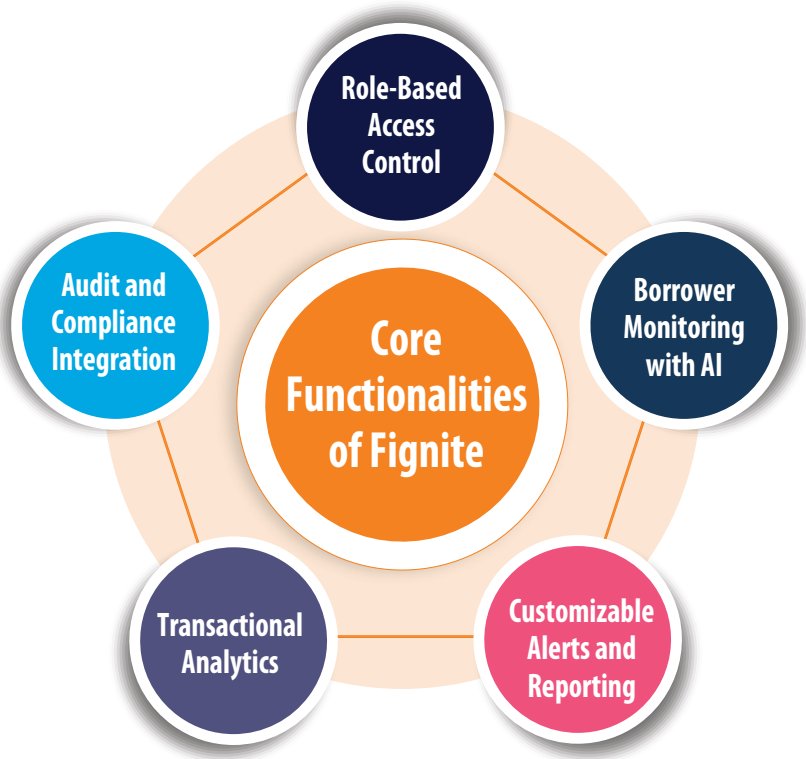 Role-Based
Access
Control
Audit and
Compliance
Integration
Borrower
Monitoring
with AI
Core
Functionalities
of Fignite
Transactional
Analytics
Customizable
Alerts and
Reporting